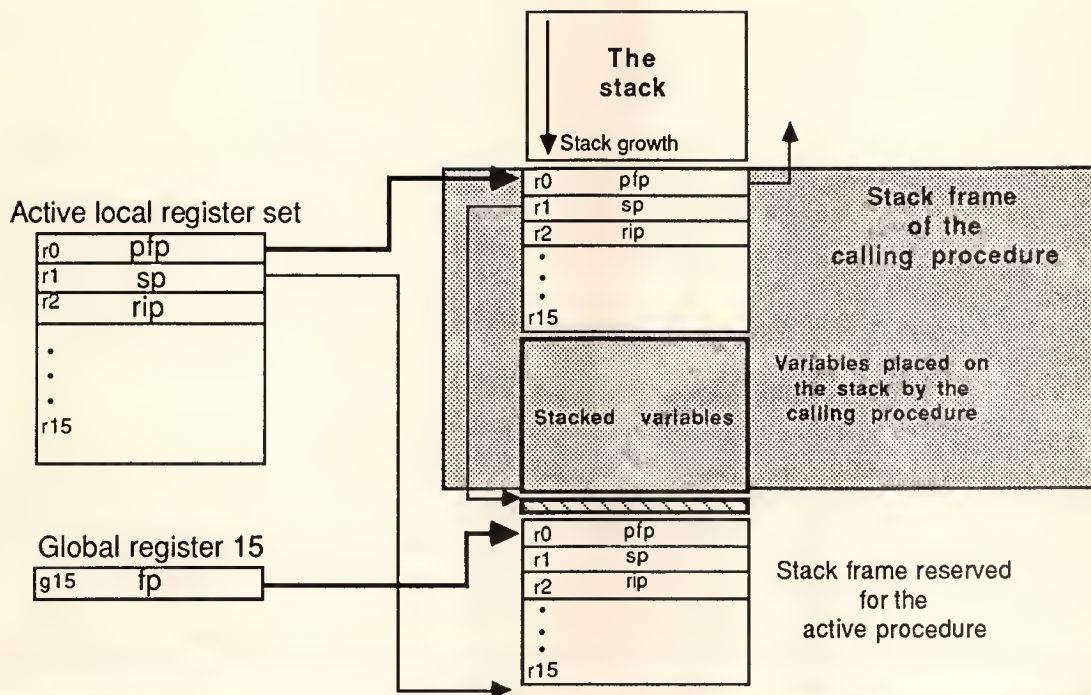 The
stack
Stack growth
r0 pfp
r1 sp
r2 rip
r15
Stack frame
of the
calling procedure
Active local register set
r0 pfp
r1 sp
r2 rip
r15
Stacked variables
Variables placed on
the stack by the
calling procedure
Global register 15
g15 fp
r0 pfp
r1 sp
r2 rip
r15
Stack frame reserved
for the
active procedure